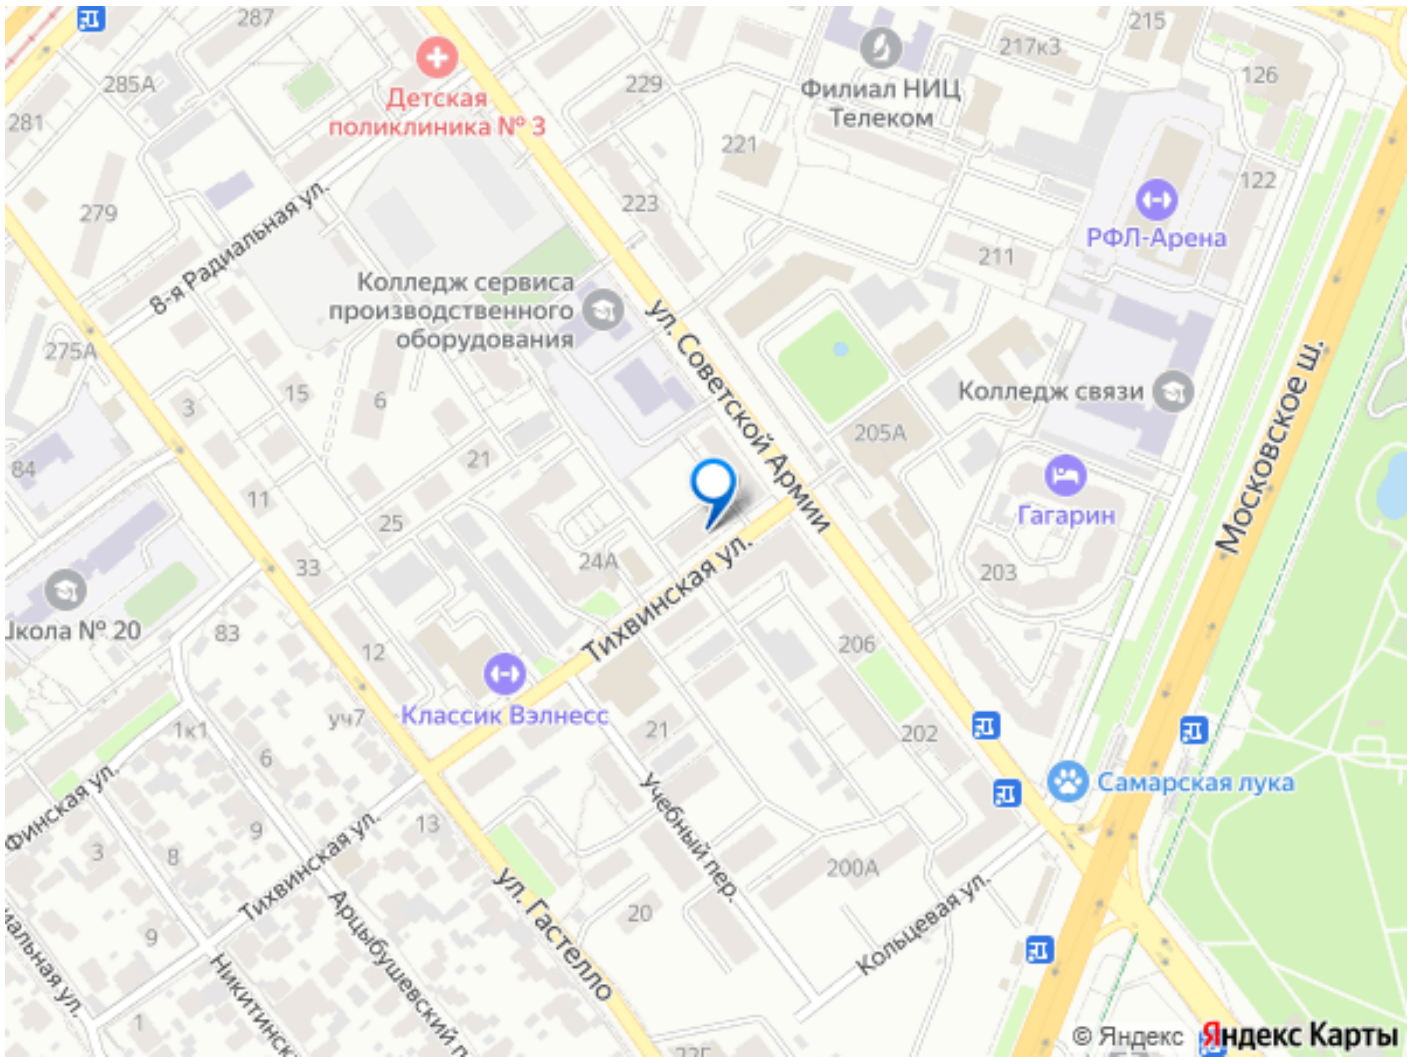 287
215
217к3
285А
229
126
Филиал НИЦ
Телеком
Детская
поликлиника № 3
281
221
279
223
122
РФЛ-Арена
8-я Радиальная ул.
211
Колледж сервиса
производственного
оборудования
ул. Советской Армии
275А
15
6
3
Колледж связи
Московское ш.
205А
84
21
11
25
Гагарин
33
24А
203
Тихвинская ул.
83
206
12
уч7
Классик Вэлнесс
1к1
21
202
6
Самарская лука
Финская ул.
Учебный пер.
Тихвинская ул.
13
9
3
8
200А
ул. Гастелло
Арцыбушевский п
Кольцевая ул.
20
9
Никитинск
1
© Яндекс Яндекс Карты